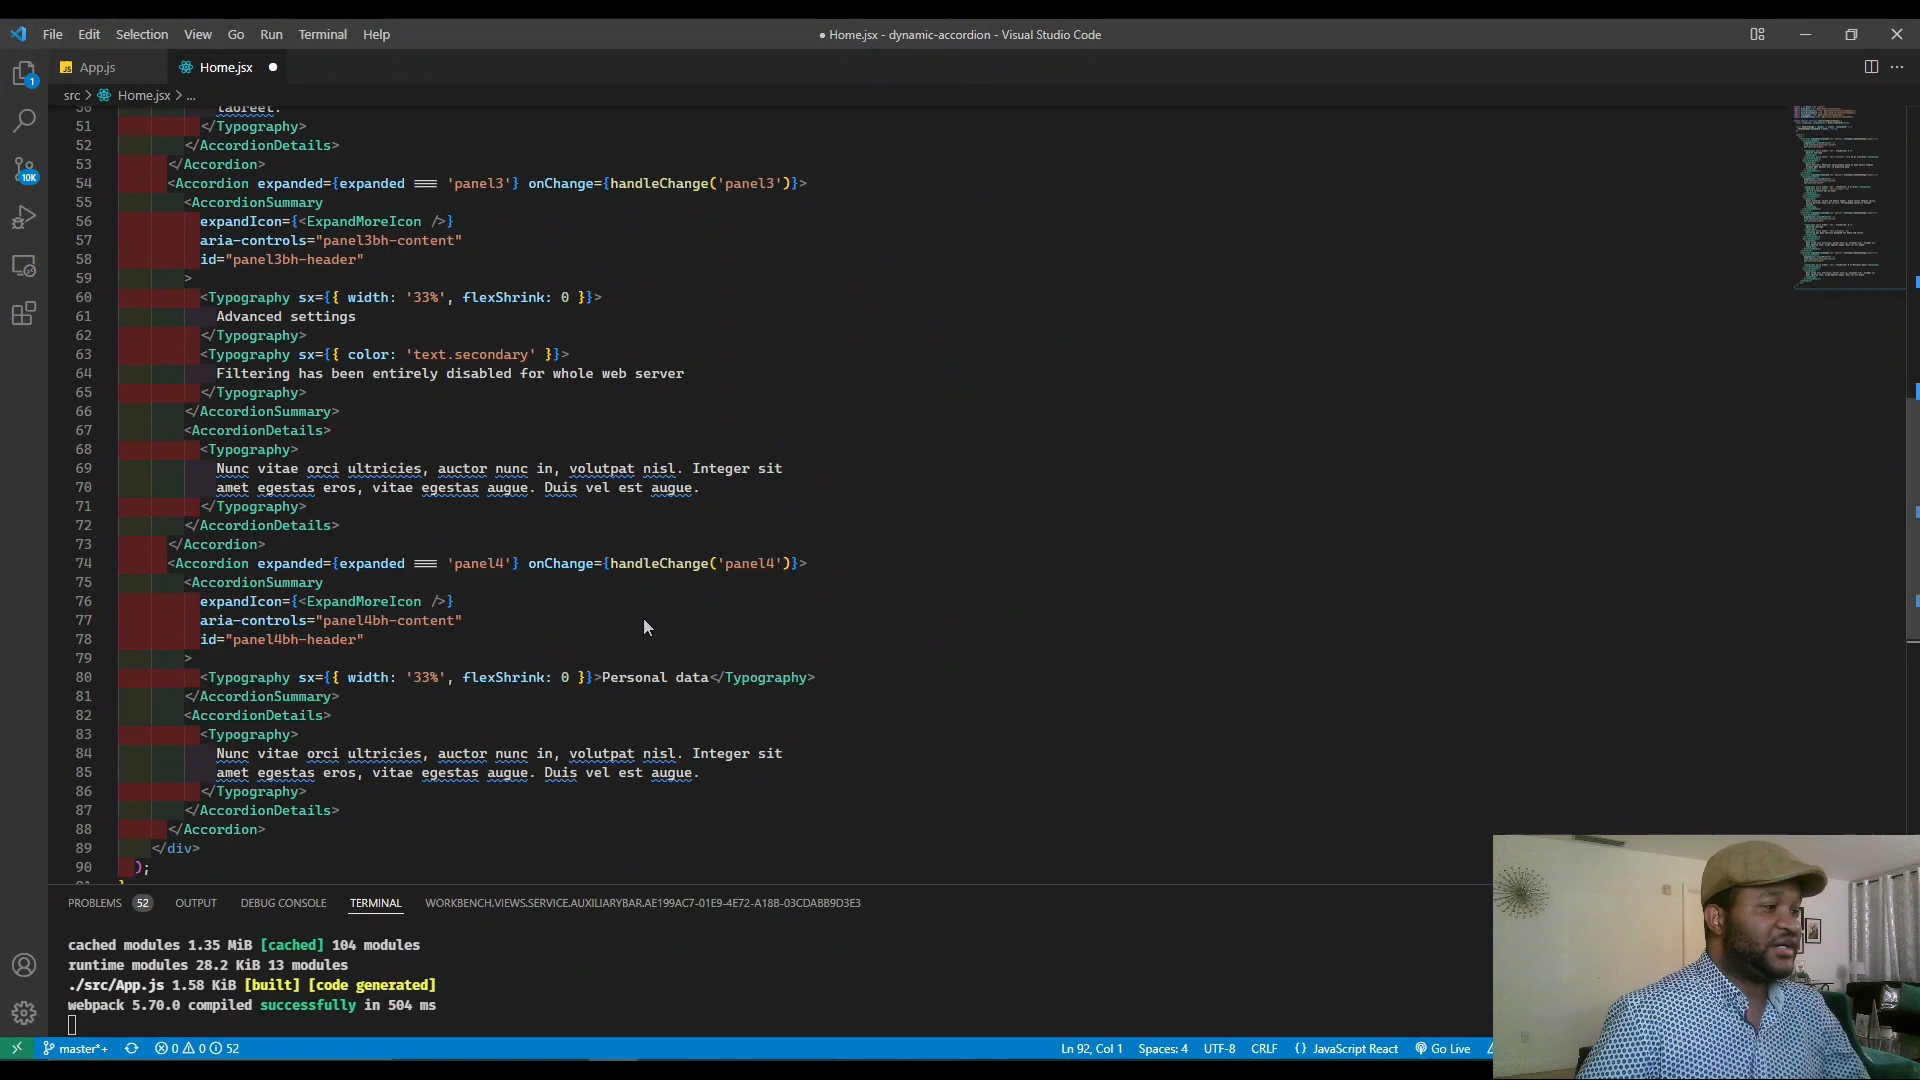 File Edit Selection View Go Run Terminal Help
● Home.jsx - dynamic-accordion - Visual Studio Code
1
App.js
Home.jsx
src > Home.jsx > ...
50 laoreet.
51 </Typography>
52 </AccordionDetails>
53 </Accordion>
54 <Accordion expanded={expanded === 'panel3'} onChange={handleChange('panel3')}>
55 <AccordionSummary
56 expandIcon={<ExpandMoreIcon />}
57 aria-controls="panel3bh-content"
58 id="panel3bh-header"
59 >
60 <Typography sx={{ width: '33%', flexShrink: 0 }}>
61 Advanced settings
62 </Typography>
63 <Typography sx={{ color: 'text.secondary' }}>
64 Filtering has been entirely disabled for whole web server
65 </Typography>
66 </AccordionSummary>
67 <AccordionDetails>
68 <Typography>
69 Nunc vitae orci ultricies, auctor nunc in, volutpat nisl. Integer sit
70 amet egestas eros, vitae egestas augue. Duis vel est augue.
71 </Typography>
72 </AccordionDetails>
73 </Accordion>
74 <Accordion expanded={expanded === 'panel4'} onChange={handleChange('panel4')}>
75 <AccordionSummary
76 expandIcon={<ExpandMoreIcon />}
77 aria-controls="panel4bh-content"
78 id="panel4bh-header"
79 >
80 <Typography sx={{ width: '33%', flexShrink: 0 }}>Personal data</Typography>
81 </AccordionSummary>
82 <AccordionDetails>
83 <Typography>
84 Nunc vitae orci ultricies, auctor nunc in, volutpat nisl. Integer sit
85 amet egestas eros, vitae egestas augue. Duis vel est augue.
86 </Typography>
87 </AccordionDetails>
88 </Accordion>
89 </div>
90 );
91 }
10K
PROBLEMS 52 OUTPUT DEBUG CONSOLE TERMINAL WORKBENCH.VIEWS.SERVICE.AUXILIARYBAR.AE199AC7-01E9-4E72-A18B-03CDABB9D3E3
cached modules 1.35 MiB [cached] 104 modules
runtime modules 28.2 KiB 13 modules
./src/App.js 1.58 KiB [built] [code generated]
webpack 5.70.0 compiled successfully in 504 ms
master*+ 0 0 52
Ln 92, Col 1 Spaces: 4 UTF-8 CRLF {} JavaScript React Go Live